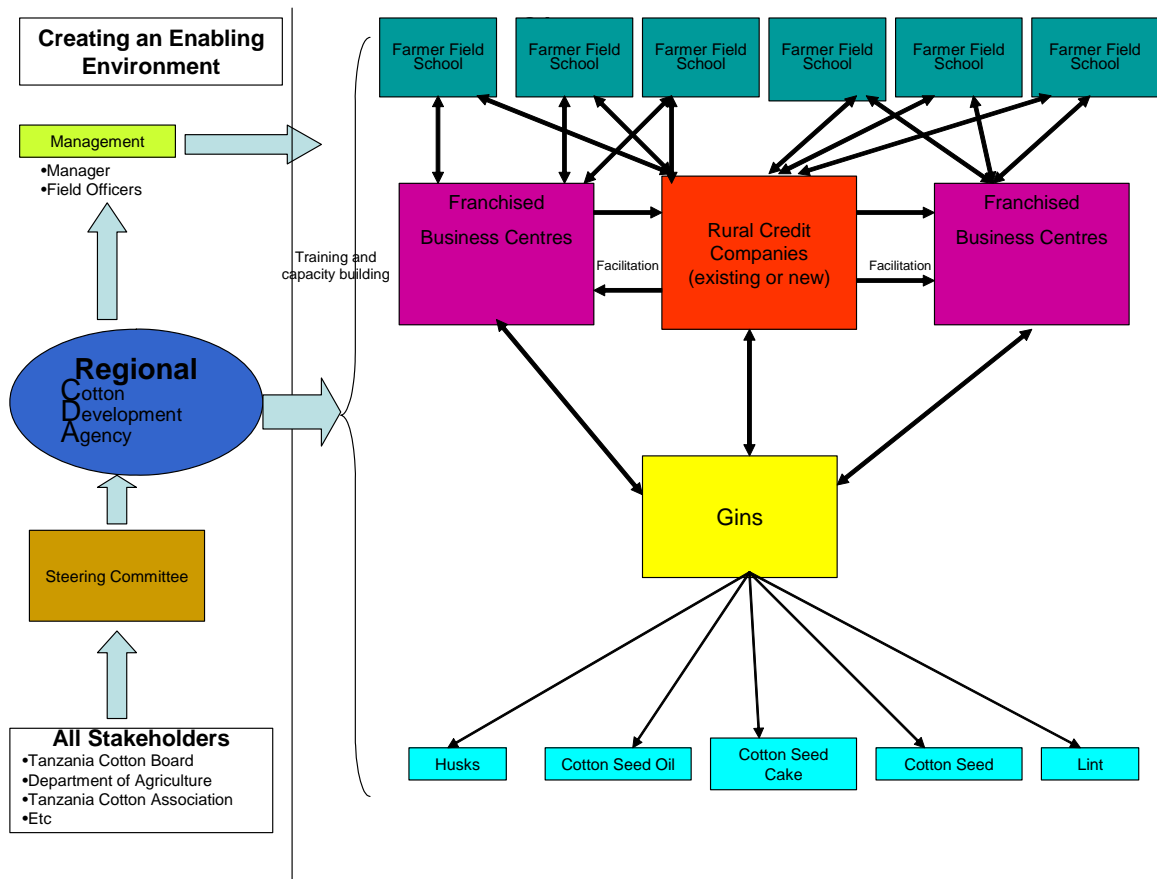 Creating an Enabling
Environment
Management
•Manager
•Field Officers
Regional
Cotton
Development
Agency
Steering Committee
All Stakeholders
•Tanzania Cotton Board
•Department of Agriculture
•Tanzania Cotton Association
•Etc
Training and
capacity building
Farmer Field
School
Farmer Field
School
Farmer Field
School
Farmer Field
School
Farmer Field
School
Farmer Field
School
Franchised
Business Centres
Facilitation
Rural Credit
Companies
(existing or new)
Facilitation
Franchised
Business Centres
Gins
Husks
Cotton Seed Oil
Cotton Seed
Cake
Cotton Seed
Lint